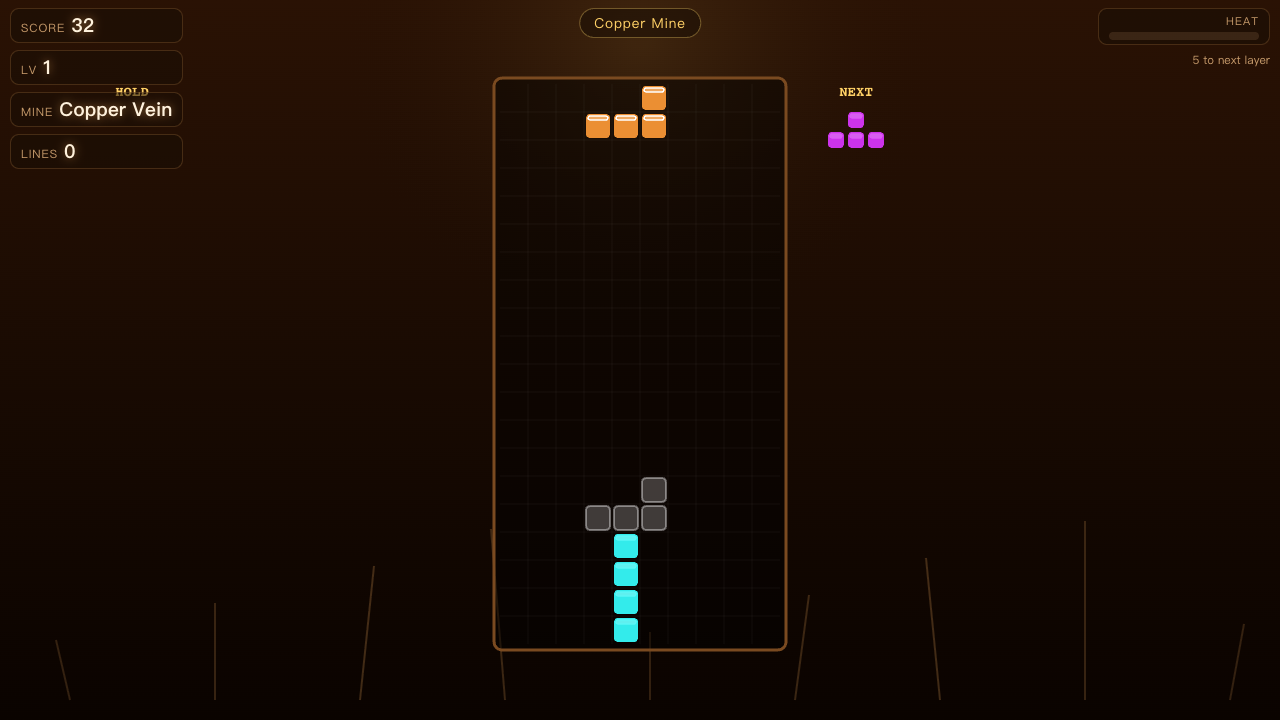 SCORE 32
LV 1
HOLD
MINE Copper Vein
LINES 0
Copper Mine
NEXT
HEAT
5 to next layer